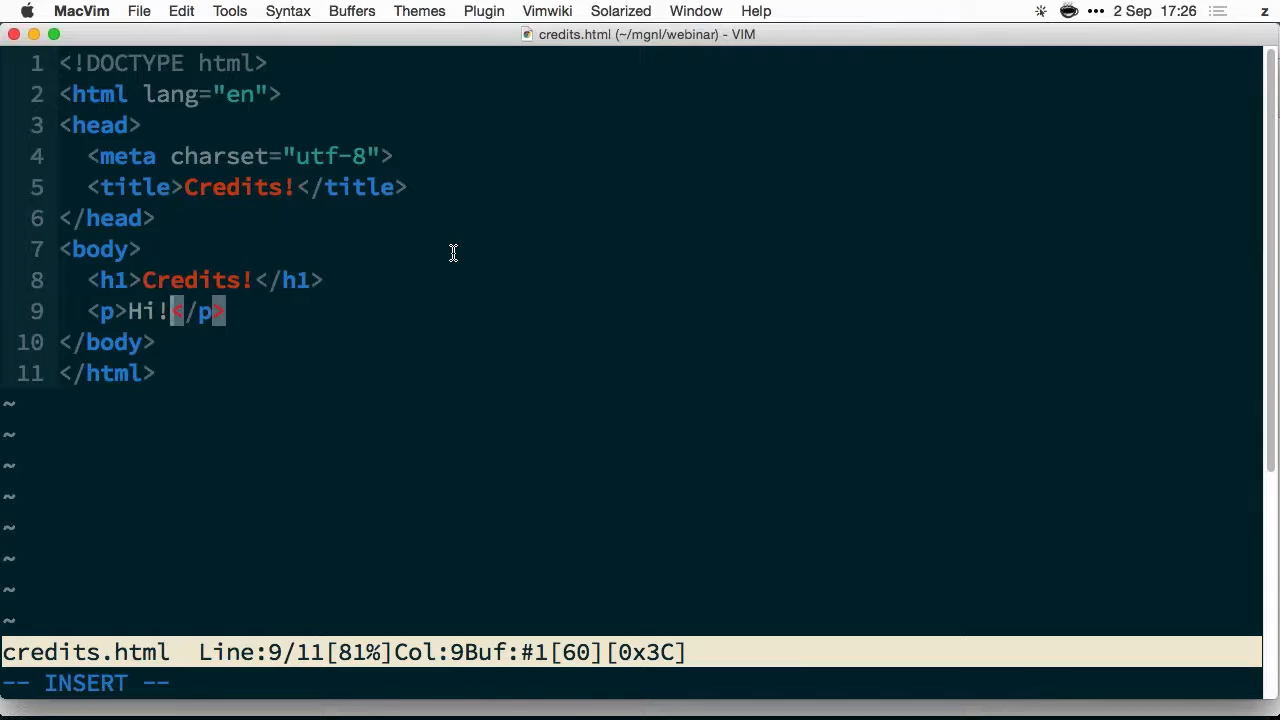 MacVim File Edit Tools Syntax Buffers Themes Plugin Vimwiki Solarized Window Help 2 Sep 17:26 z
credits.html (~/mgnl/webinar) - VIM
1 <!DOCTYPE html>
2 <html lang="en">
3 <head>
4   <meta charset="utf-8">
5   <title>Credits!</title>
6 </head>
7 <body>
8   <h1>Credits!</h1>
9   <p>Hi!</p>
10 </body>
11 </html>
~
~
~
~
~
~
~
~
credits.html  Line:9/11[81%]Col:9Buf:#1[60][0x3C]
-- INSERT --